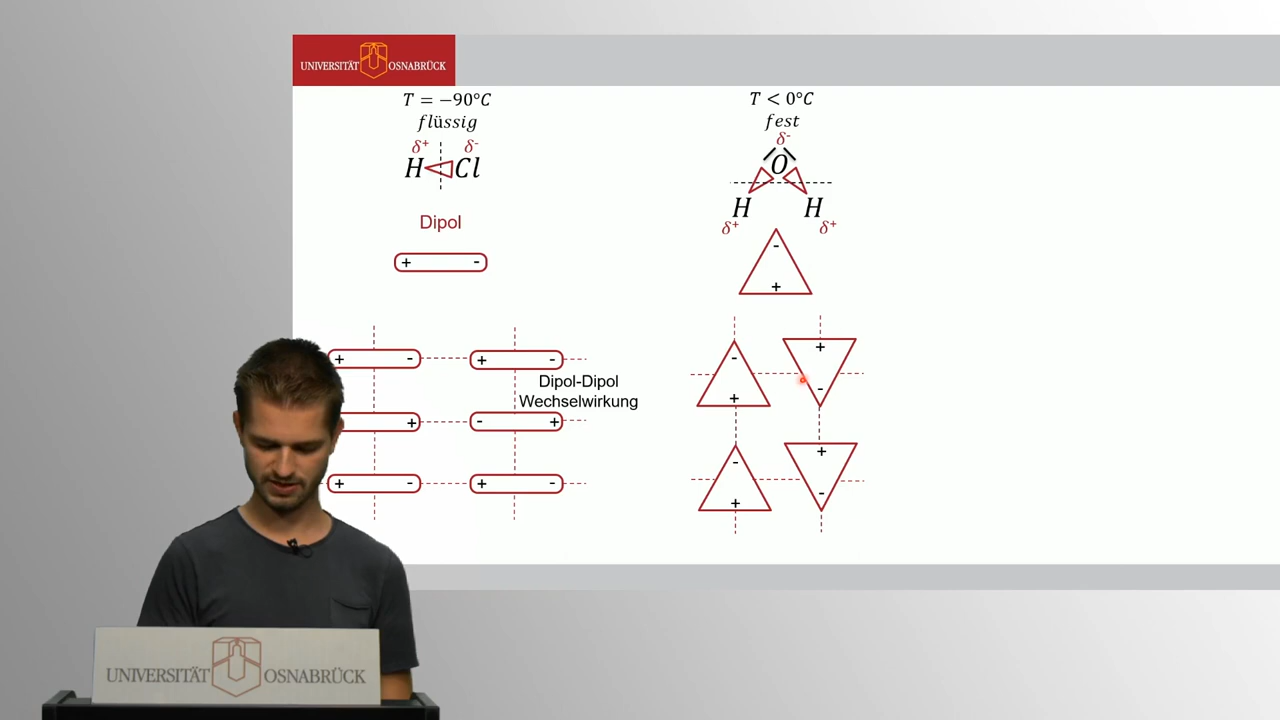 UNIVERSITÄT OSNABRÜCK
T = −90°C
flüssig
δ+ δ-
H Cl
Dipol
+ -
+ - + -
Dipol-Dipol
Wechselwirkung
+ - +
+ - + -
T < 0°C
fest
δ-
O
H H
δ+ δ+
-
+
- +
+ -
- +
+ -
UNIVERSITÄT OSNABRÜCK